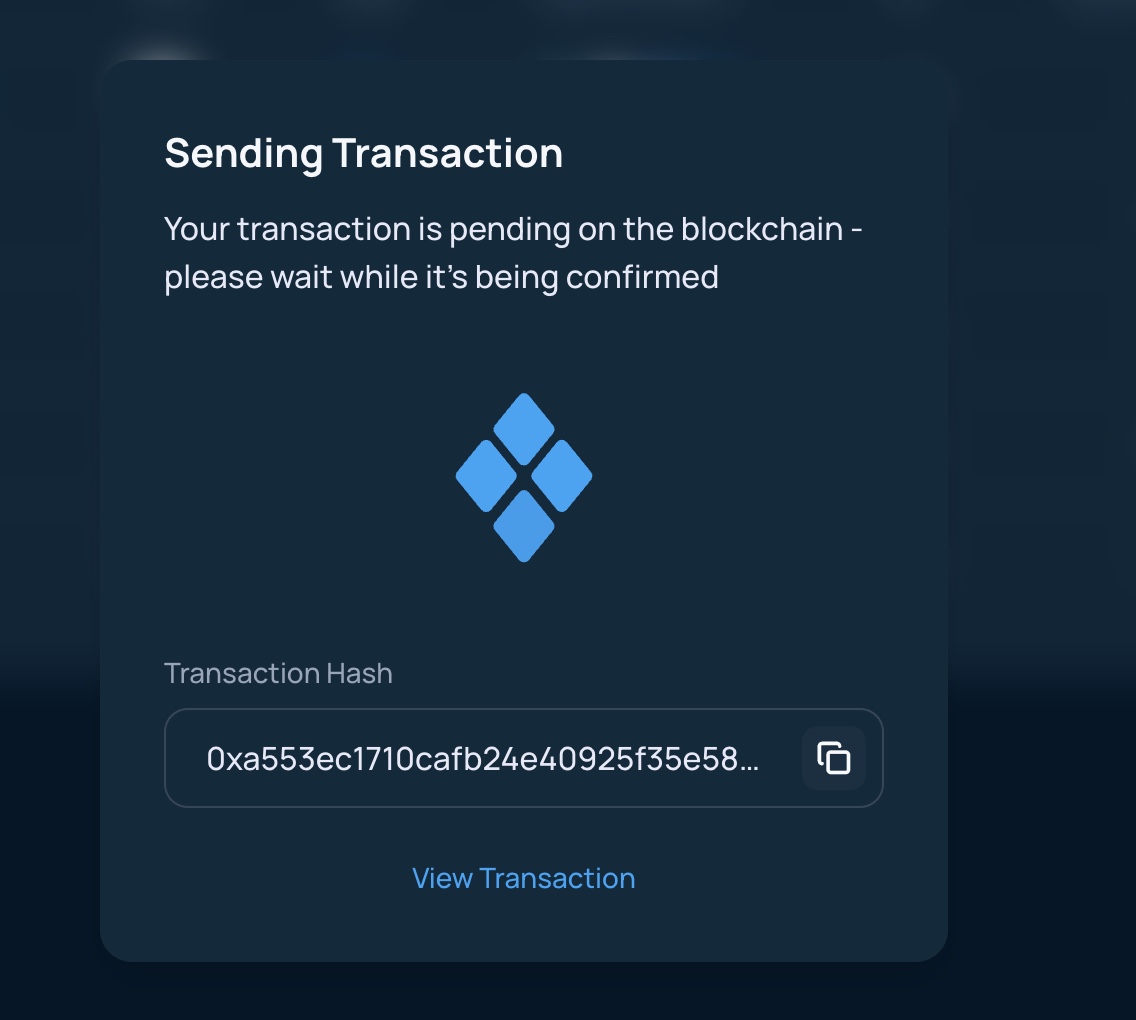 Sending Transaction
Your transaction is pending on the blockchain -
please wait while it’s being confirmed
Transaction Hash
0xa553ec1710cafb24e40925f35e58...
View Transaction